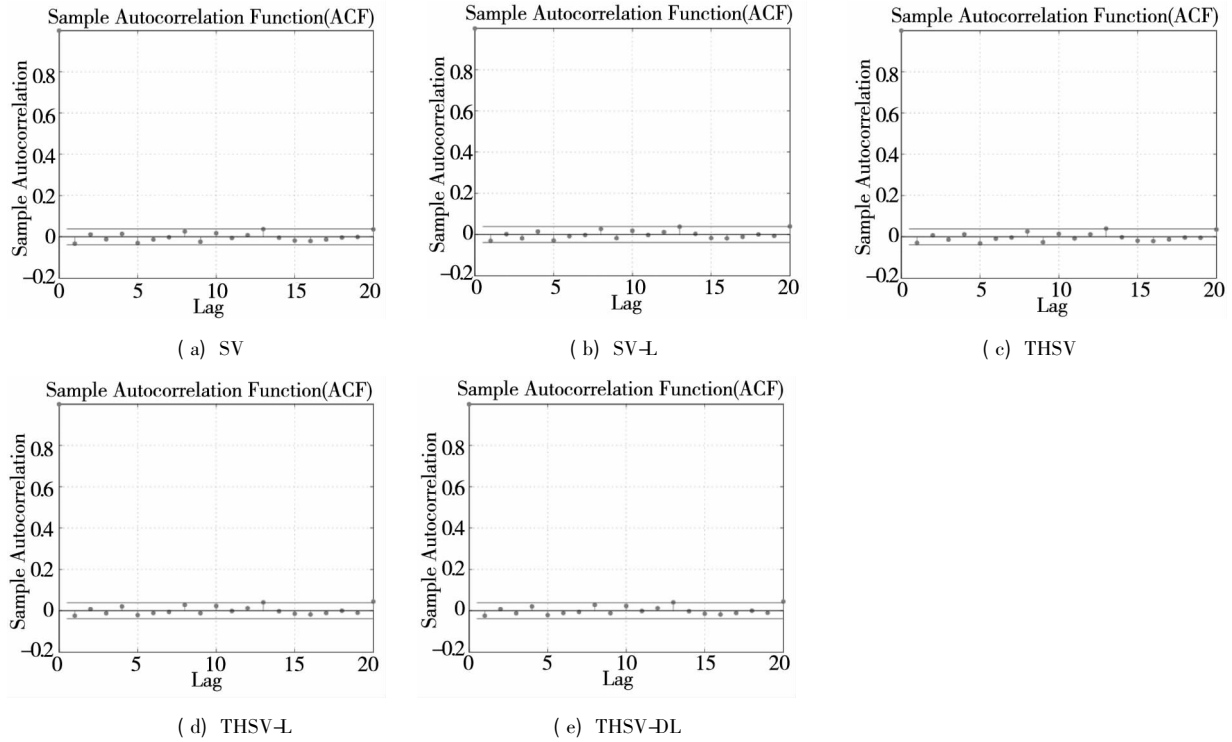 Sample Autocorrelation Function(ACF)
Sample Autocorrelation
0.8
0.6
0.4
0.2
0
-0.2
0 5 10 15 20
Lag
( a) SV
Sample Autocorrelation Function(ACF)
Sample Autocorrelation
0.8
0.6
0.4
0.2
0
-0.2
0 5 10 15 20
Lag
( b) SV-L
Sample Autocorrelation Function(ACF)
Sample Autocorrelation
0.8
0.6
0.4
0.2
0
-0.2
0 5 10 15 20
Lag
( c) THSV
Sample Autocorrelation Function(ACF)
Sample Autocorrelation
0.8
0.6
0.4
0.2
0
-0.2
0 5 10 15 20
Lag
( d) THSV-L
Sample Autocorrelation Function(ACF)
Sample Autocorrelation
0.8
0.6
0.4
0.2
0
-0.2
0 5 10 15 20
Lag
( e) THSV-DL